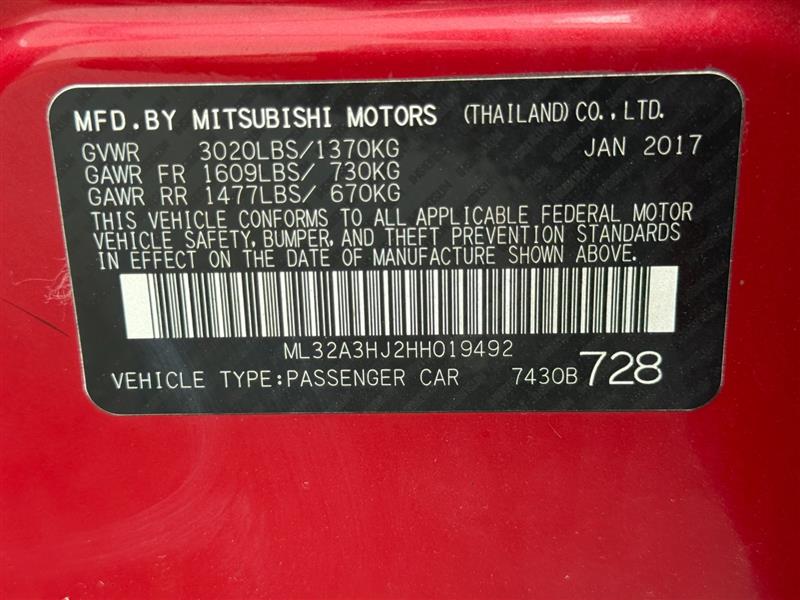 MFD.BY MITSUBISHI MOTORS (THAILAND)CO.,LTD.
GVWR 3020LBS/1370KG JAN 2017
GAWR FR 1609LBS/ 730KG
GAWR RR 1477LBS/ 670KG
THIS VEHICLE CONFORMS TO ALL APPLICABLE FEDERAL MOTOR
VEHICLE SAFETY, BUMPER, AND THEFT PREVENTION STANDARDS
IN EFFECT ON THE DATE OF MANUFACTURE SHOWN ABOVE.
ML32A3HJ2HH019492
VEHICLE TYPE:PASSENGER CAR 7430B 728